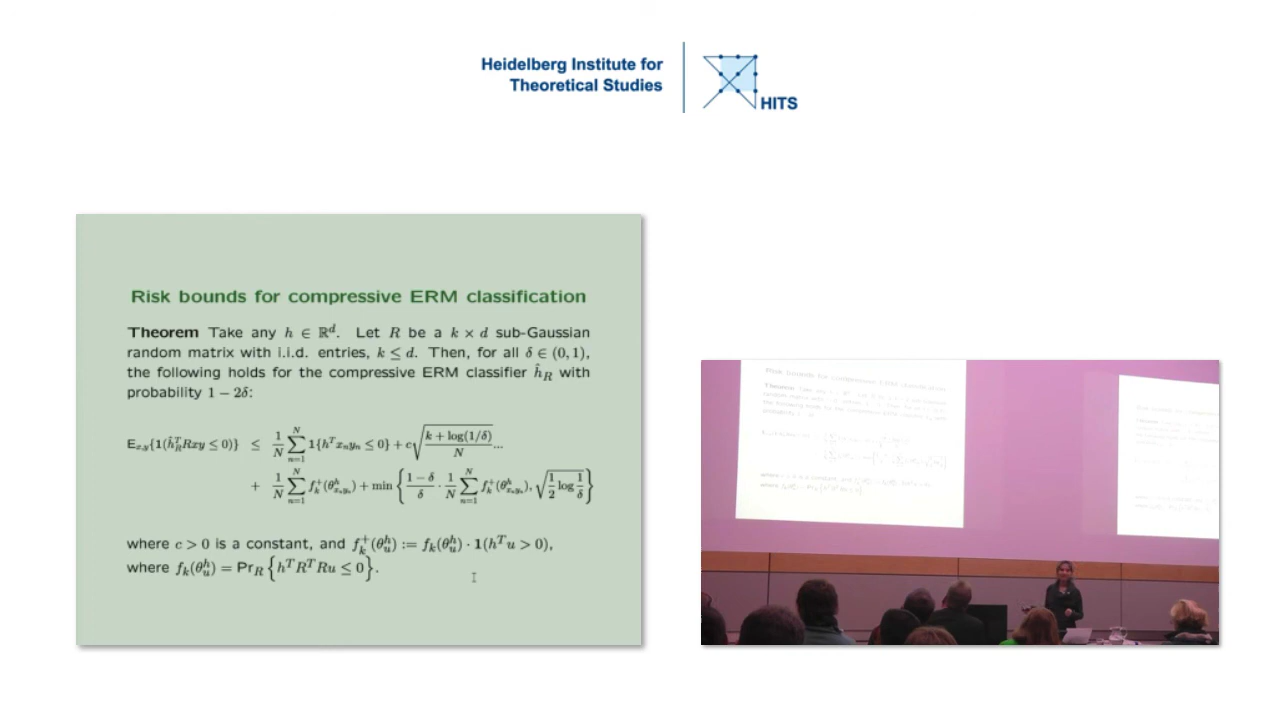 Heidelberg Institute for
Theoretical Studies
HITS
Risk bounds for compressive ERM classification
Theorem Take any h ∈ ℝ^d. Let R be a k × d sub-Gaussian
random matrix with i.i.d. entries, k ≤ d. Then, for all δ ∈ (0,1),
the following holds for the compressive ERM classifier ĥ_R with
probability 1 − 2δ:
E_{x,y}{1(ĥ_R^T Rxy ≤ 0)} ≤ 1/N ∑_{n=1}^N 1{h^T x_n y_n ≤ 0} + c√((k + log(1/δ))/N) ...
+ 1/N ∑_{n=1}^N f_k^+(θ^h_{x_n y_n}) + min{(1−δ)/δ · 1/N ∑_{n=1}^N f_k^+(θ^h_{x_n y_n}), √(1/2 log 1/δ)}
where c > 0 is a constant, and f_k^+(θ_u^h) := f_k(θ_u^h) · 1(h^T u > 0),
where f_k(θ_u^h) = Pr_R{h^T R^T Ru ≤ 0}.